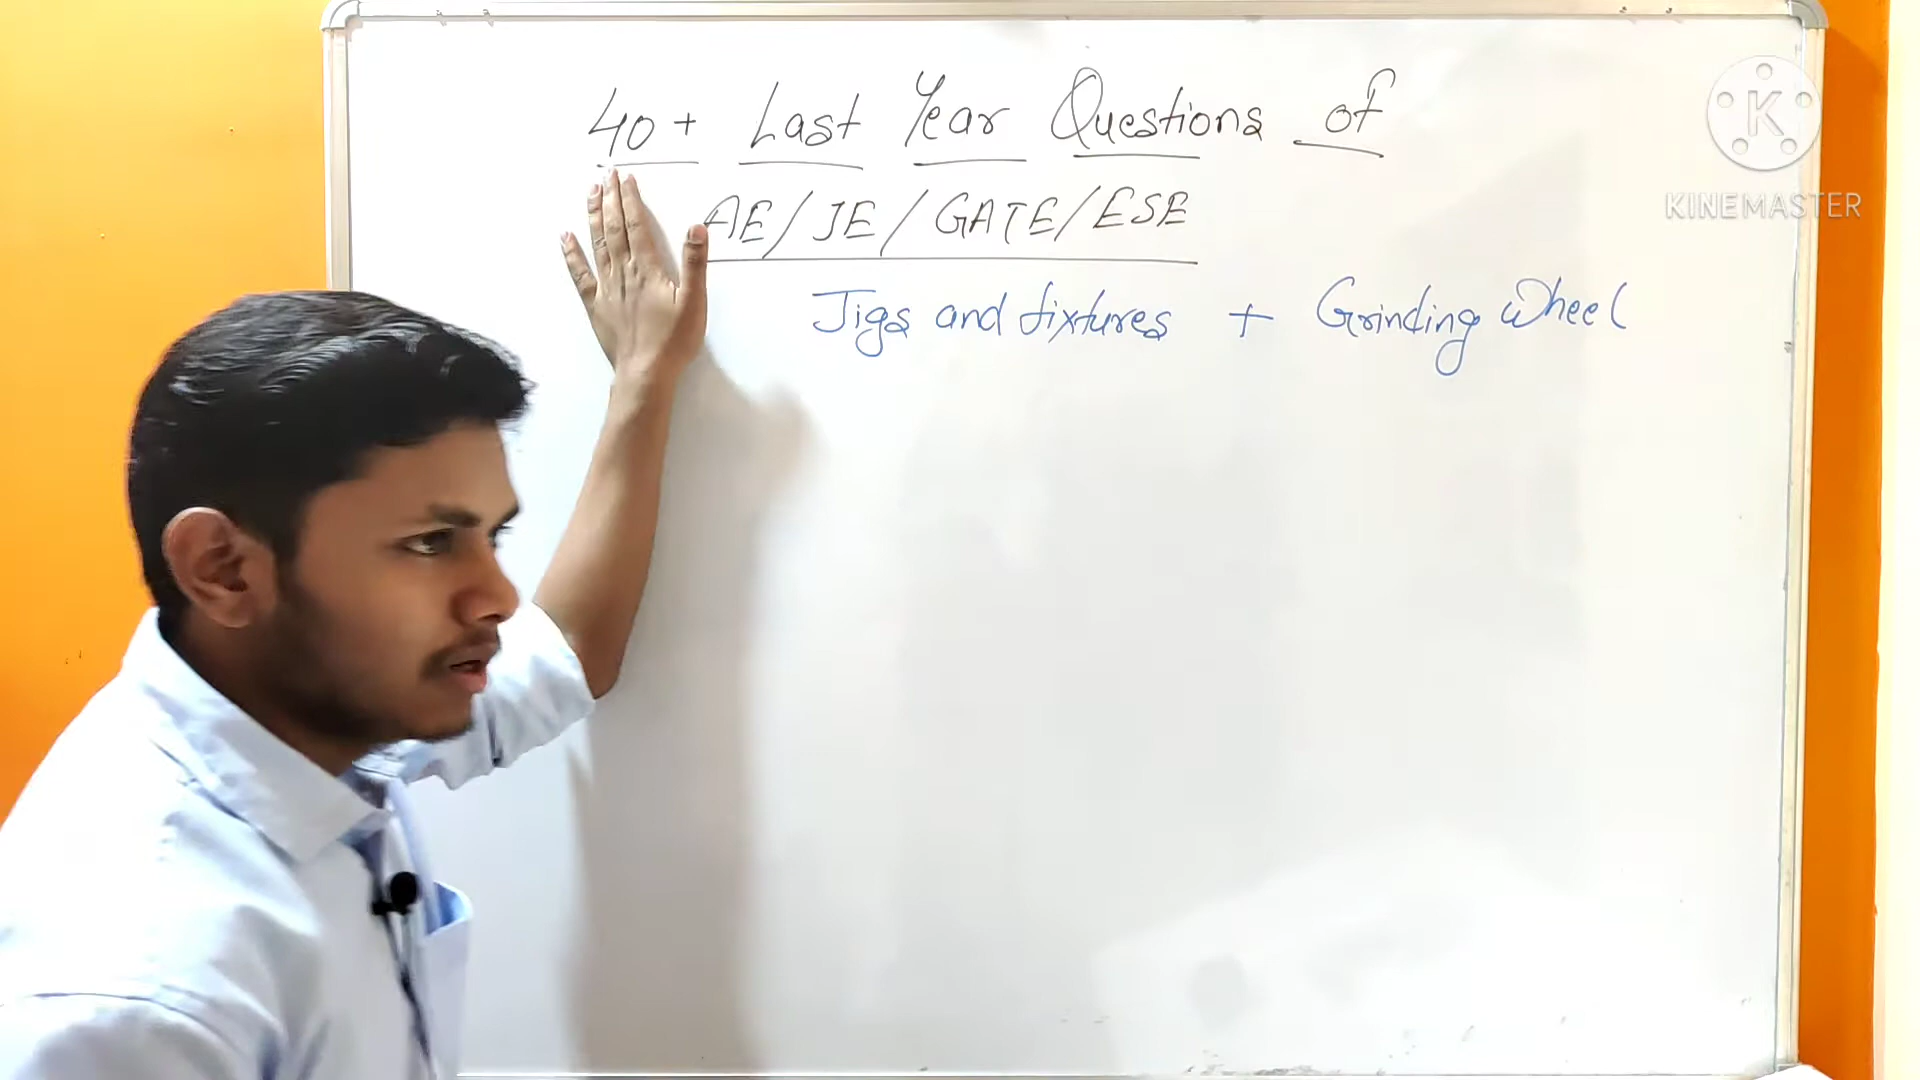 40+ Last Year Questions of
AE/JE/GATE/ESE
Jigs and fixtures + Grinding Wheel
K
KINEMASTER